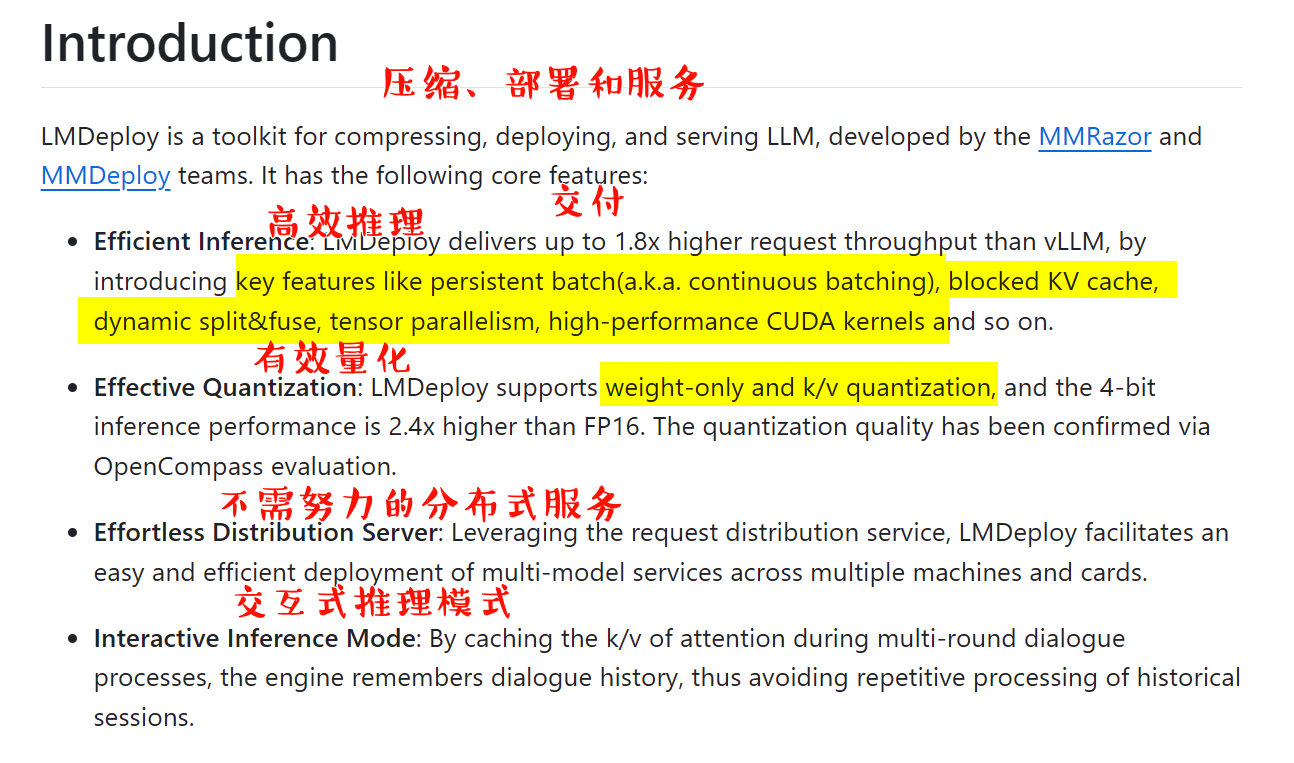 Introduction
压缩、部署和服务
LMDeploy is a toolkit for compressing, deploying, and serving LLM, developed by the MMRazor and
MMDeploy teams. It has the following core features:
交付
高效推理
Efficient Inference: LMDeploy delivers up to 1.8x higher request throughput than vLLM, by
introducing key features like persistent batch(a.k.a. continuous batching), blocked KV cache,
dynamic split&fuse, tensor parallelism, high-performance CUDA kernels and so on.
有效量化
Effective Quantization: LMDeploy supports weight-only and k/v quantization, and the 4-bit
inference performance is 2.4x higher than FP16. The quantization quality has been confirmed via
OpenCompass evaluation.
不需努力的分布式服务
Effortless Distribution Server: Leveraging the request distribution service, LMDeploy facilitates an
easy and efficient deployment of multi-model services across multiple machines and cards.
交互式推理模式
Interactive Inference Mode: By caching the k/v of attention during multi-round dialogue
processes, the engine remembers dialogue history, thus avoiding repetitive processing of historical
sessions.